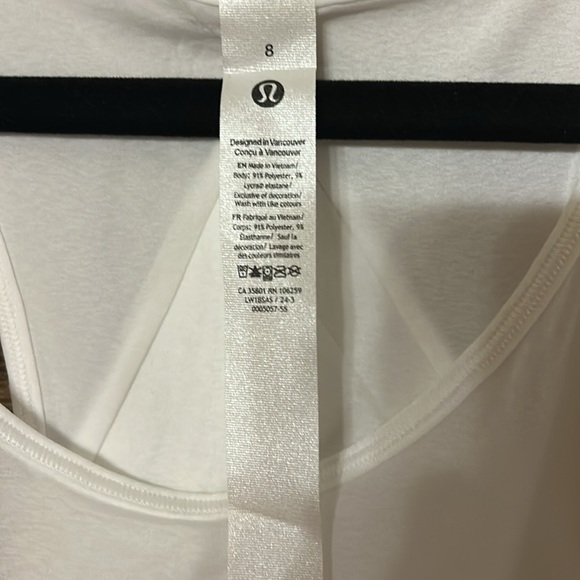 8
Designed in Vancouver
Conçu à Vancouver
EN Made in Vietnam/
Body: 91% Polyester, 9%
Lycra® elastane/
Exclusive of decoration/
Wash with like colours
FR Fabriqué au Vietnam/
Corps: 91% Polyester, 9%
Élasthanne/ Sauf la
décoration/ Lavage avec
des couleurs similaires
CA 35801 RN 106259
LW1BSAS / 24-3
0005057-55